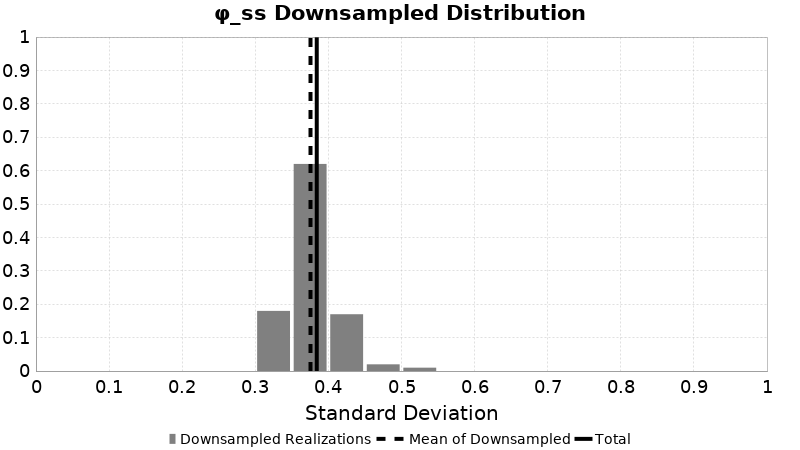 φ_ss Downsampled Distribution
1
0.9
0.8
0.7
0.6
0.5
0.4
0.3
0.2
0.1
0
0 0.1 0.2 0.3 0.4 0.5 0.6 0.7 0.8 0.9 1
Standard Deviation
Downsampled Realizations Mean of Downsampled Total